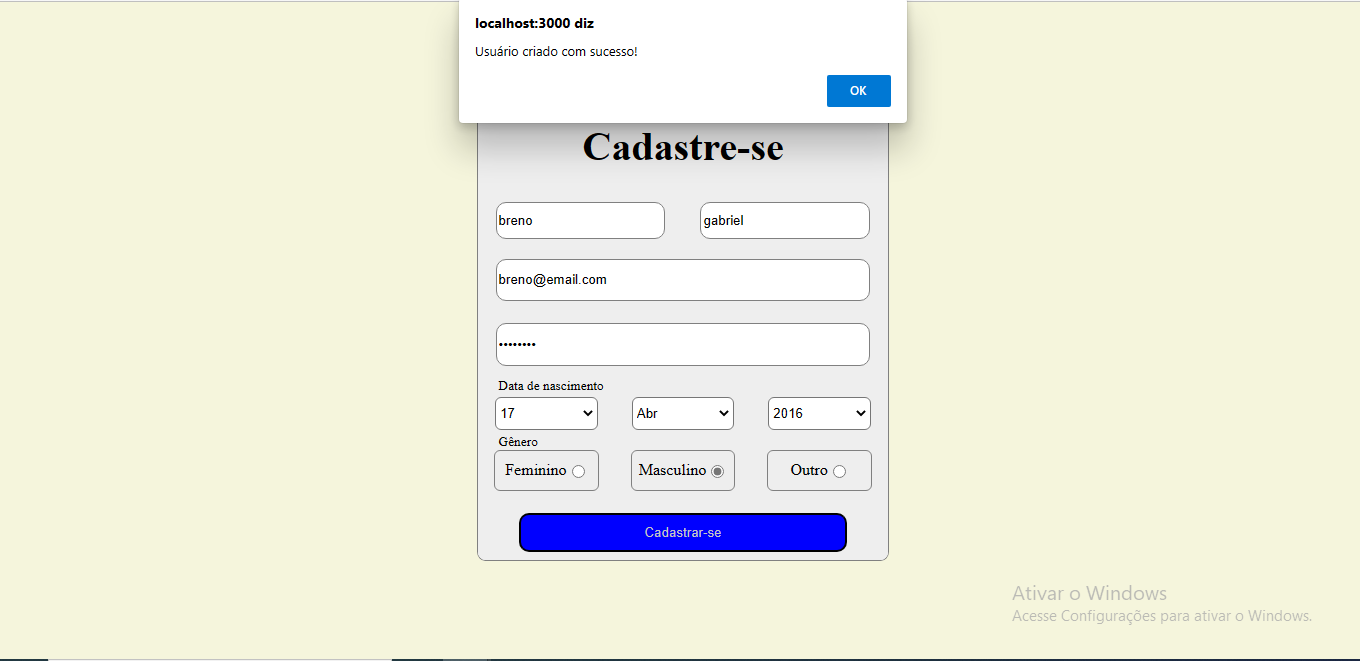 localhost:3000 diz
Usuário criado com sucesso!
OK
Cadastre-se
breno gabriel
breno@email.com
••••••••
Data de nascimento
17 Abr 2016
Gênero
Feminino Masculino Outro
Cadastrar-se
Ativar o Windows
Acesse Configurações para ativar o Windows.